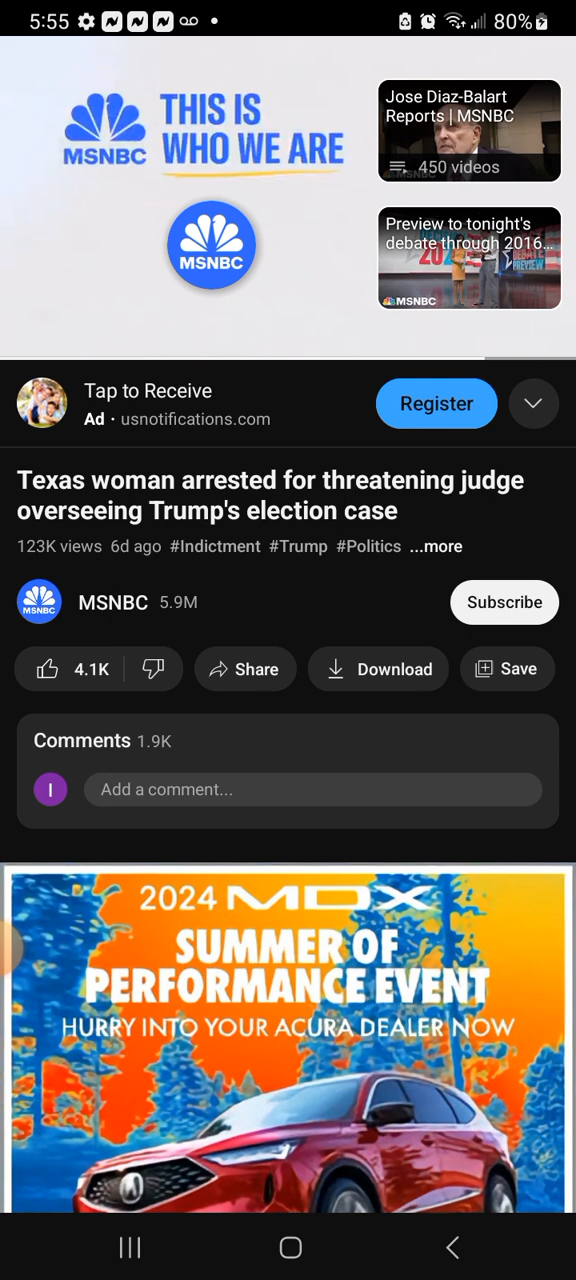 5:55
80%
MSNBC
THIS IS
WHO WE ARE
MSNBC
Jose Diaz-Balart
Reports | MSNBC
450 videos
Preview to tonight's
debate through 2016...
MSNBC
Tap to Receive
Ad · usnotifications.com
Register
Texas woman arrested for threatening judge
overseeing Trump's election case
123K views 6d ago #Indictment #Trump #Politics ...more
MSNBC
MSNBC 5.9M
Subscribe
4.1K
Share
Download
Save
Comments 1.9K
I
Add a comment...
2024 MDX
SUMMER OF
PERFORMANCE EVENT
HURRY INTO YOUR ACURA DEALER NOW